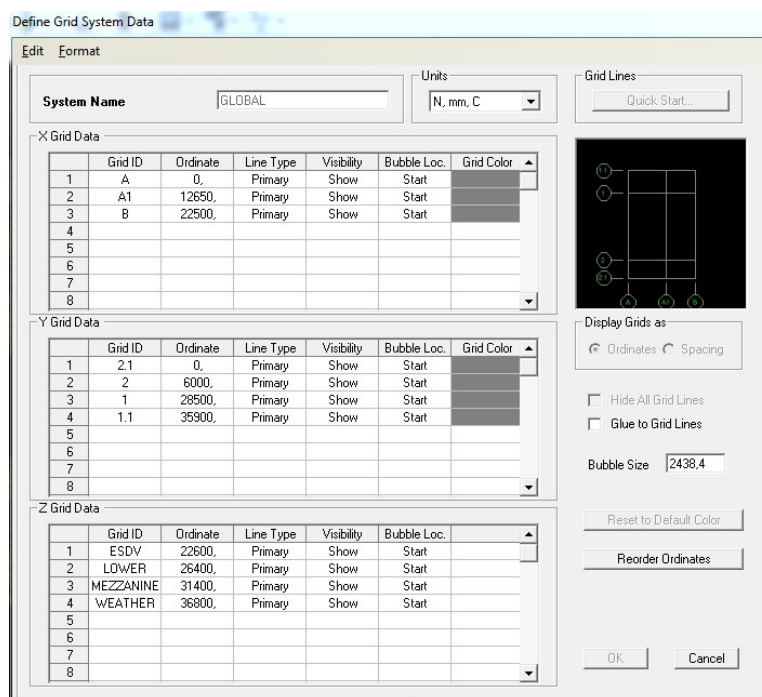 Define Grid System Data
Edit Format
System Name GLOBAL
Units
N, mm, C
Grid Lines
Quick Start...
X Grid Data
Grid ID Ordinate Line Type Visibility Bubble Loc. Grid Color
1 A 0, Primary Show Start
2 A1 12650, Primary Show Start
3 B 22500, Primary Show Start
4
5
6
7
8
1.1
1
2
2.1
A A1 B
Y Grid Data
Grid ID Ordinate Line Type Visibility Bubble Loc. Grid Color
1 2.1 0, Primary Show Start
2 2 6000, Primary Show Start
3 1 28500, Primary Show Start
4 1.1 35900, Primary Show Start
5
6
7
8
Display Grids as
Ordinates Spacing
Hide All Grid Lines
Glue to Grid Lines
Bubble Size 2438,4
Z Grid Data
Grid ID Ordinate Line Type Visibility Bubble Loc.
1 ESDV 22600, Primary Show Start
2 LOWER 26400, Primary Show Start
3 MEZZANINE 31400, Primary Show Start
4 WEATHER 36800, Primary Show Start
5
6
7
8
Reset to Default Color
Reorder Ordinates
OK Cancel